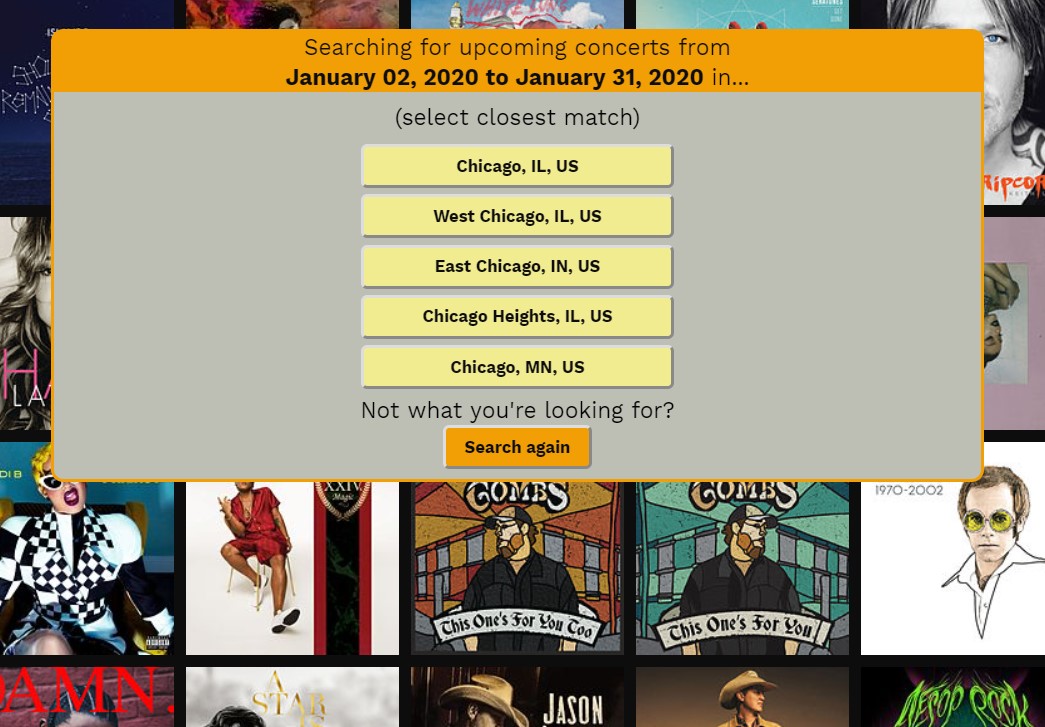 WHITE LUNG
SERATONES
Searching for upcoming concerts from
January 02, 2020 to January 31, 2020 in...
(select closest match)
Chicago, IL, US
West Chicago, IL, US
East Chicago, IN, US
Chicago Heights, IL, US
Chicago, MN, US
Not what you're looking for?
Search again
DI B
XXIV
Magic
COMBS
COMBS
1970-2002
This One's For You Too
This One's For You
DAMN.
A
STAR
IS
JASON
AESOP ROCK